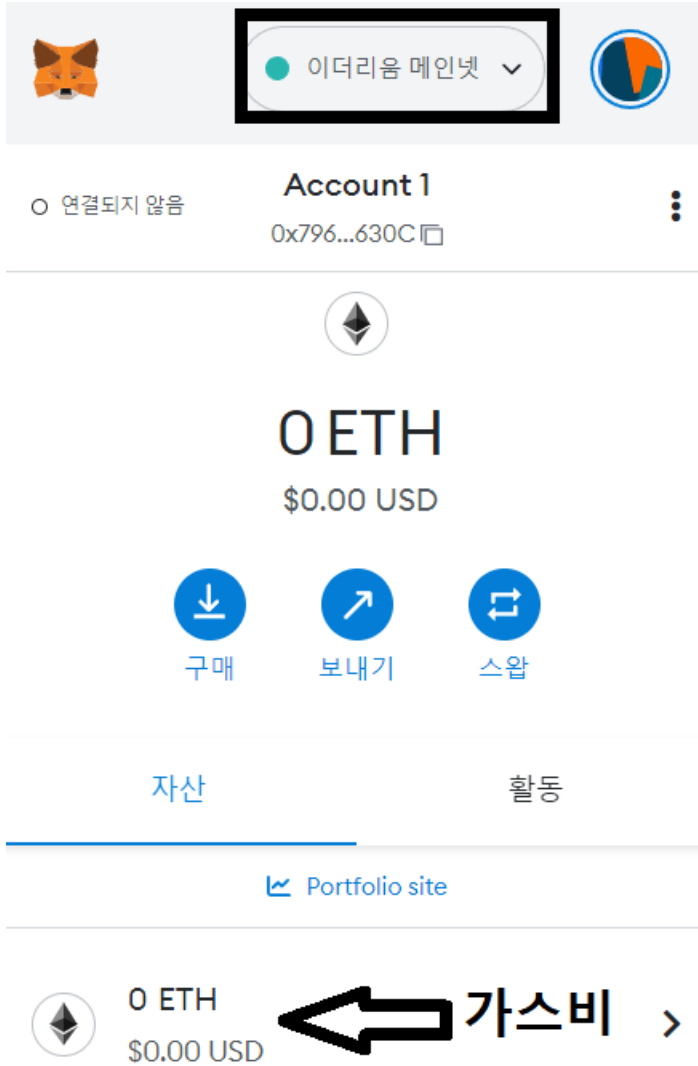 이더리움 메인넷
연결되지 않음
Account 1
0x796...630C
0 ETH
$0.00 USD
구매 보내기 스왑
자산 활동
Portfolio site
0 ETH
$0.00 USD
가스비